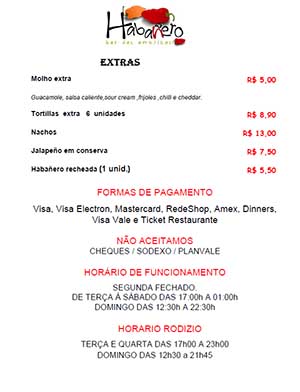 Habañero
bar das américas
EXTRAS
Molho extra R$ 5,00
Guacamole, salsa caliente,sour cream ,frijoles ,chilli e cheddar.
Tortillas extra 6 unidades R$ 8,90
Nachos R$ 13,00
Jalapeño em conserva R$ 7,50
Habañero recheada (1 unid.) R$ 5,50
FORMAS DE PAGAMENTO
Visa, Visa Electron, Mastercard, RedeShop, Amex, Dinners,
Visa Vale e Ticket Restaurante
NÃO ACEITAMOS
CHEQUES / SODEXO / PLANVALE
HORÁRIO DE FUNCIONAMENTO
SEGUNDA FECHADO.
DE TERÇA Á SÁBADO DAS 17:00h A 01:00h
DOMINGO DAS 12:30h A 22:30h
HORARIO RODIZIO
TERÇA E QUARTA DAS 17h00 A 23h00
DOMINGO DAS 12h30 a 21h45